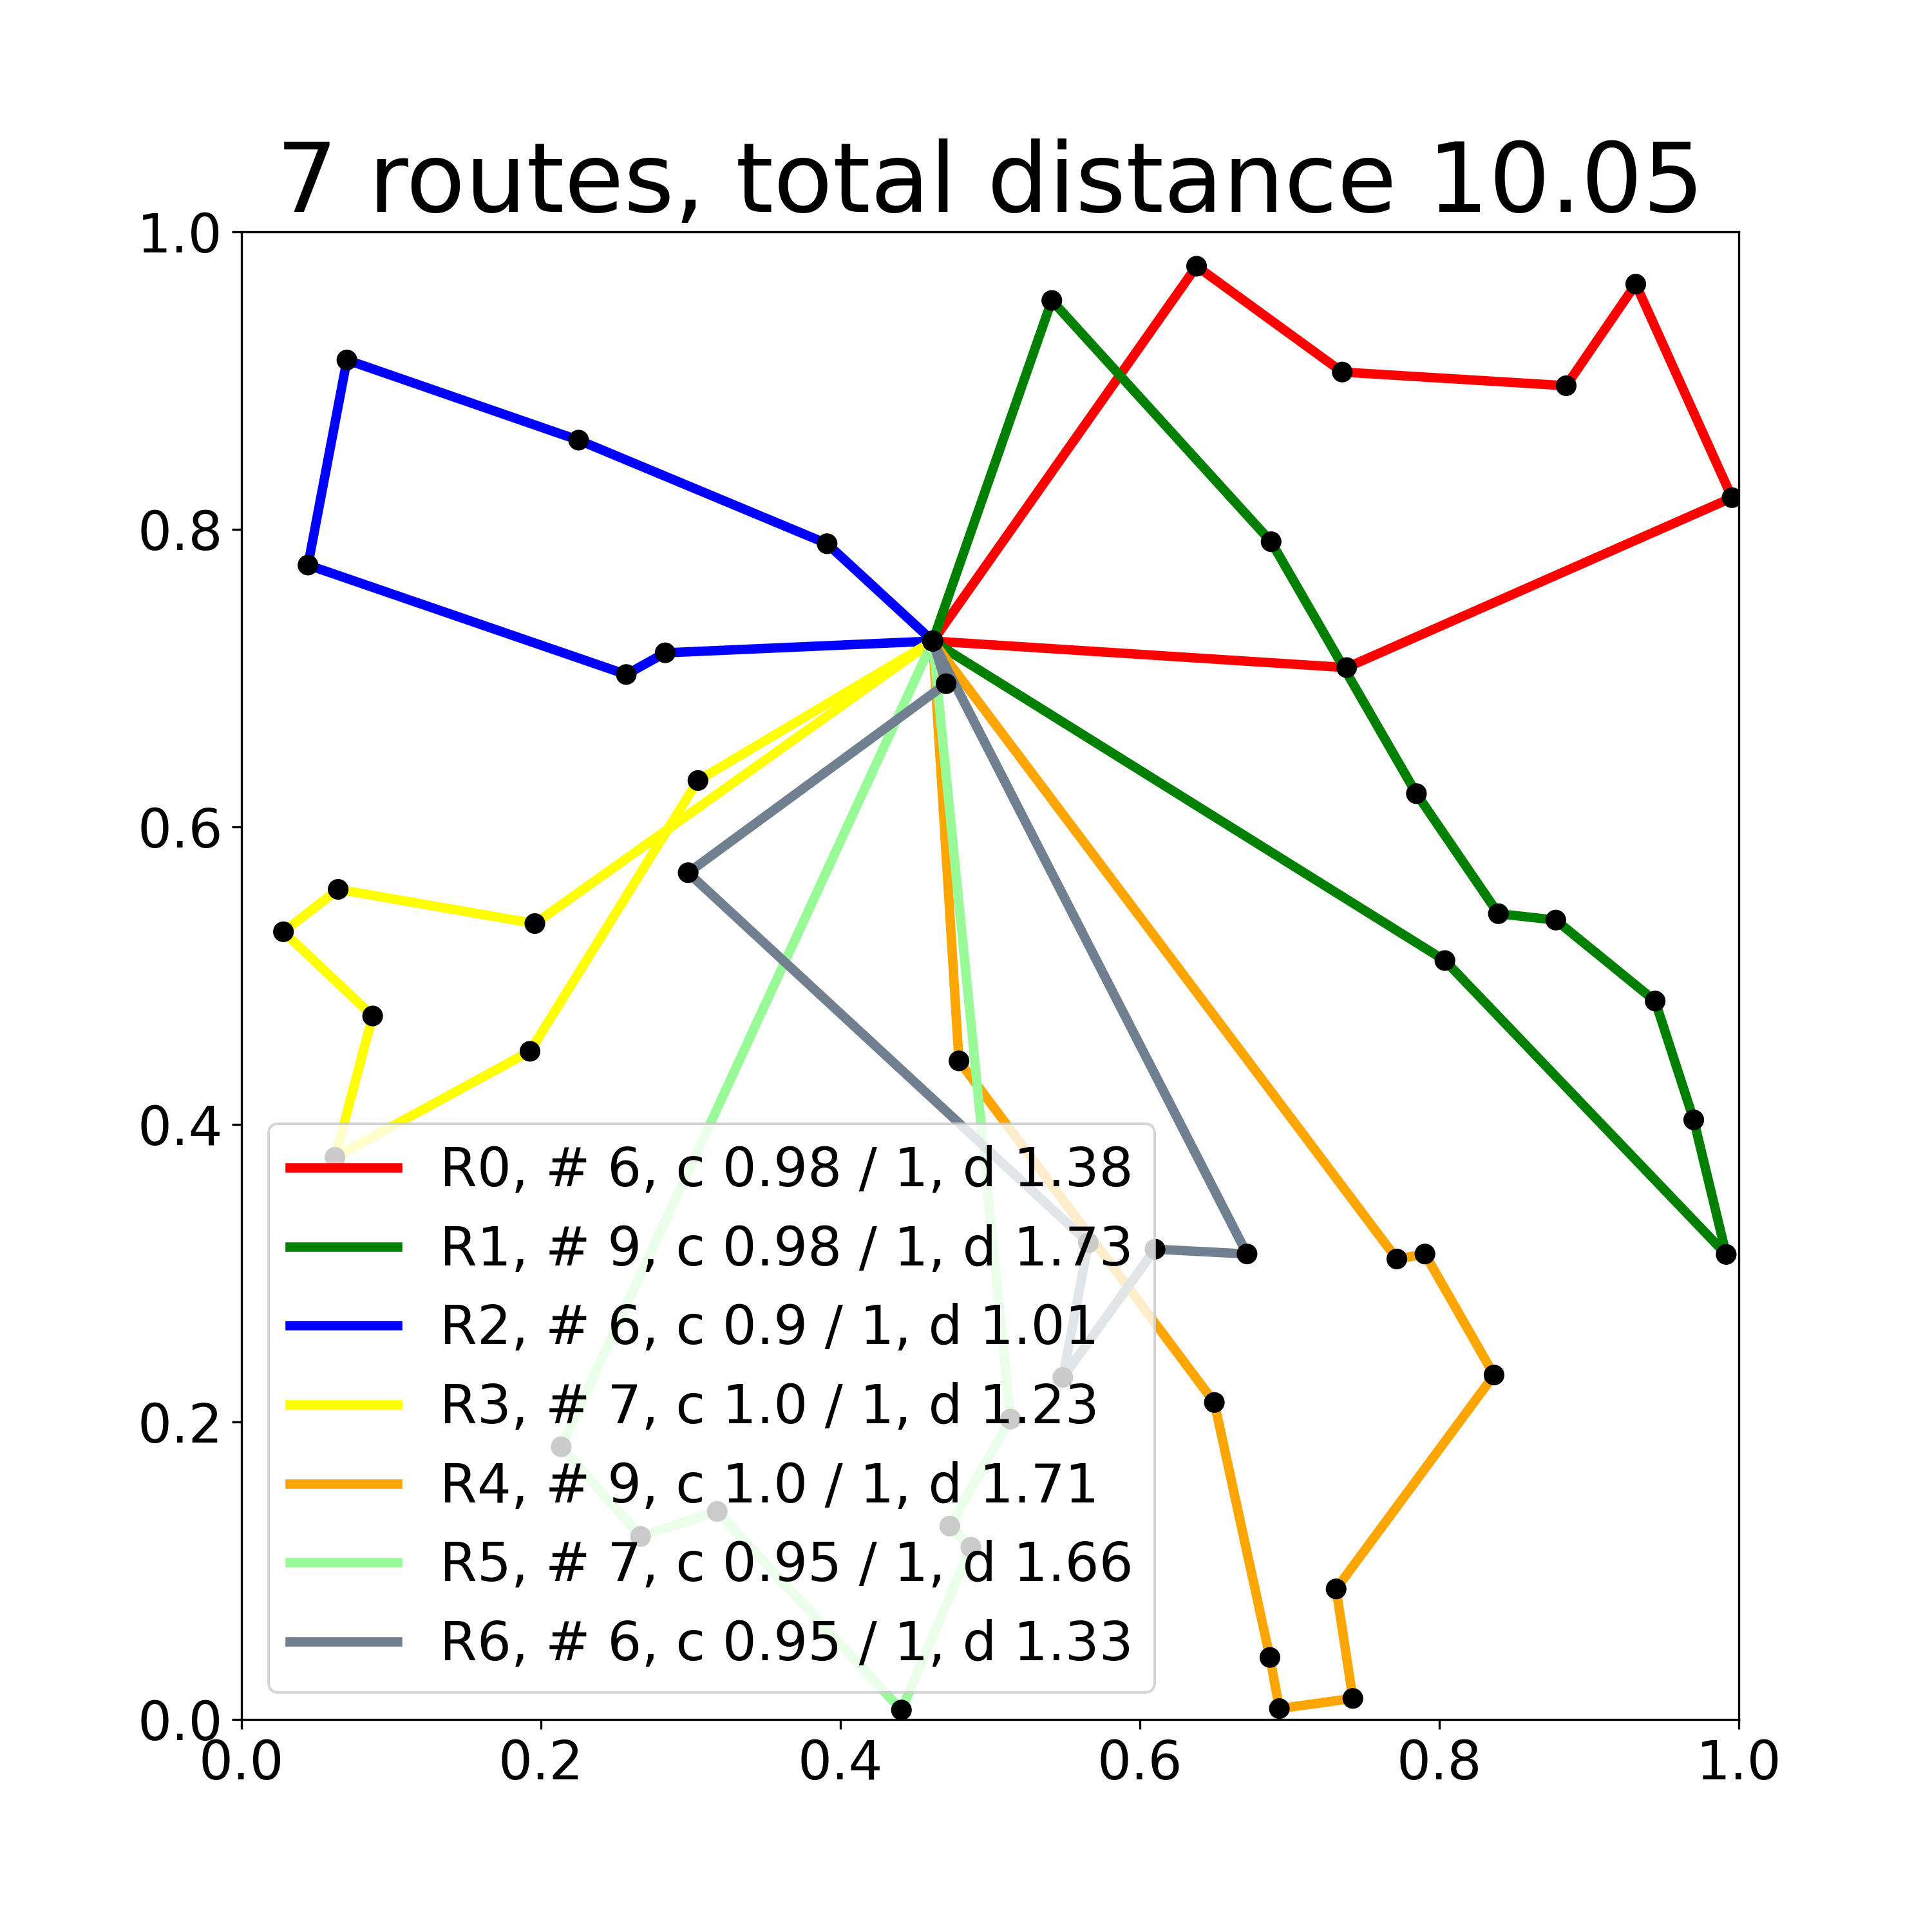 7 routes, total distance 10.05
1.0
0.8
0.6
0.4
0.2
0.0
R0, # 6, c 0.98 / 1, d 1.38
R1, # 9, c 0.98 / 1, d 1.73
R2, # 6, c 0.9 / 1, d 1.01
R3, # 7, c 1.0 / 1, d 1.23
R4, # 9, c 1.0 / 1, d 1.71
R5, # 7, c 0.95 / 1, d 1.66
R6, # 6, c 0.95 / 1, d 1.33
0.0 0.2 0.4 0.6 0.8 1.0